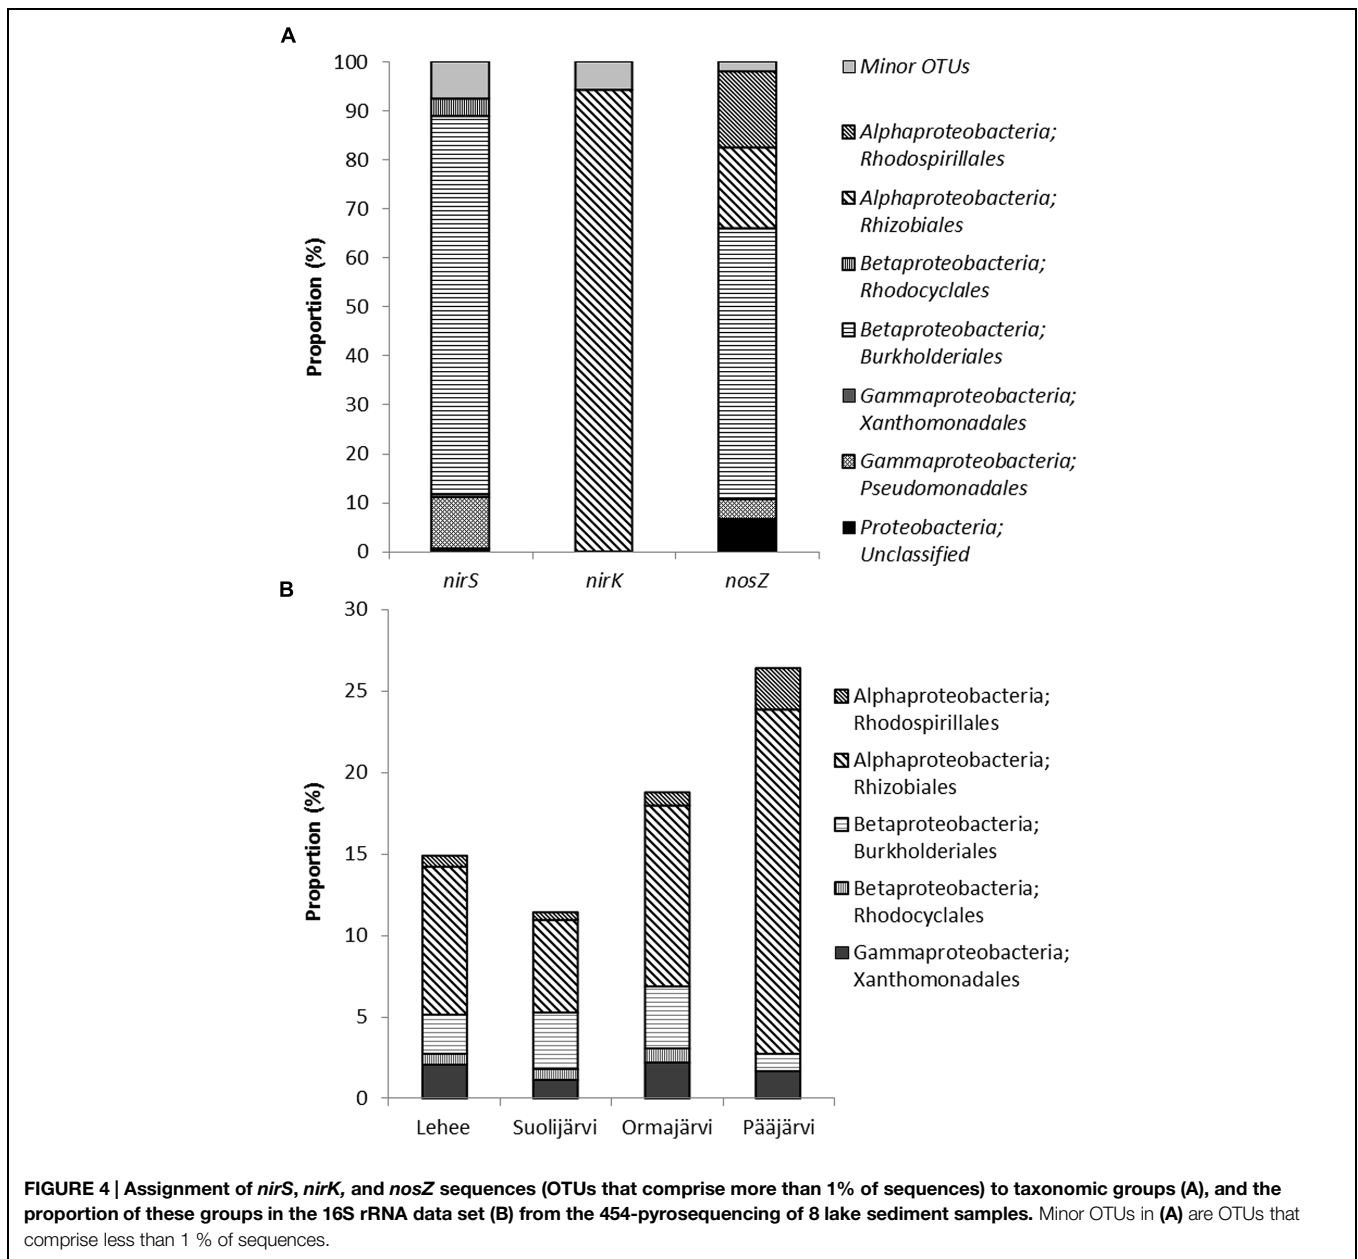 A
100
90
80
70
60
50
40
30
20
10
0
Proportion (%)
nirS
nirK
nosZ
Minor OTUs
Alphaproteobacteria;
Rhodospirillales
Alphaproteobacteria;
Rhizobiales
Betaproteobacteria;
Rhodocyclales
Betaproteobacteria;
Burkholderiales
Gammaproteobacteria;
Xanthomonadales
Gammaproteobacteria;
Pseudomonadales
Proteobacteria;
Unclassified
B
30
25
20
15
10
5
0
Proportion (%)
Lehee
Suolijärvi
Ormajärvi
Pääjärvi
Alphaproteobacteria;
Rhodospirillales
Alphaproteobacteria;
Rhizobiales
Betaproteobacteria;
Burkholderiales
Betaproteobacteria;
Rhodocyclales
Gammaproteobacteria;
Xanthomonadales
FIGURE 4 | Assignment of nirS, nirK, and nosZ sequences (OTUs that comprise more than 1% of sequences) to taxonomic groups (A), and the
proportion of these groups in the 16S rRNA data set (B) from the 454-pyrosequencing of 8 lake sediment samples. Minor OTUs in (A) are OTUs that
comprise less than 1 % of sequences.